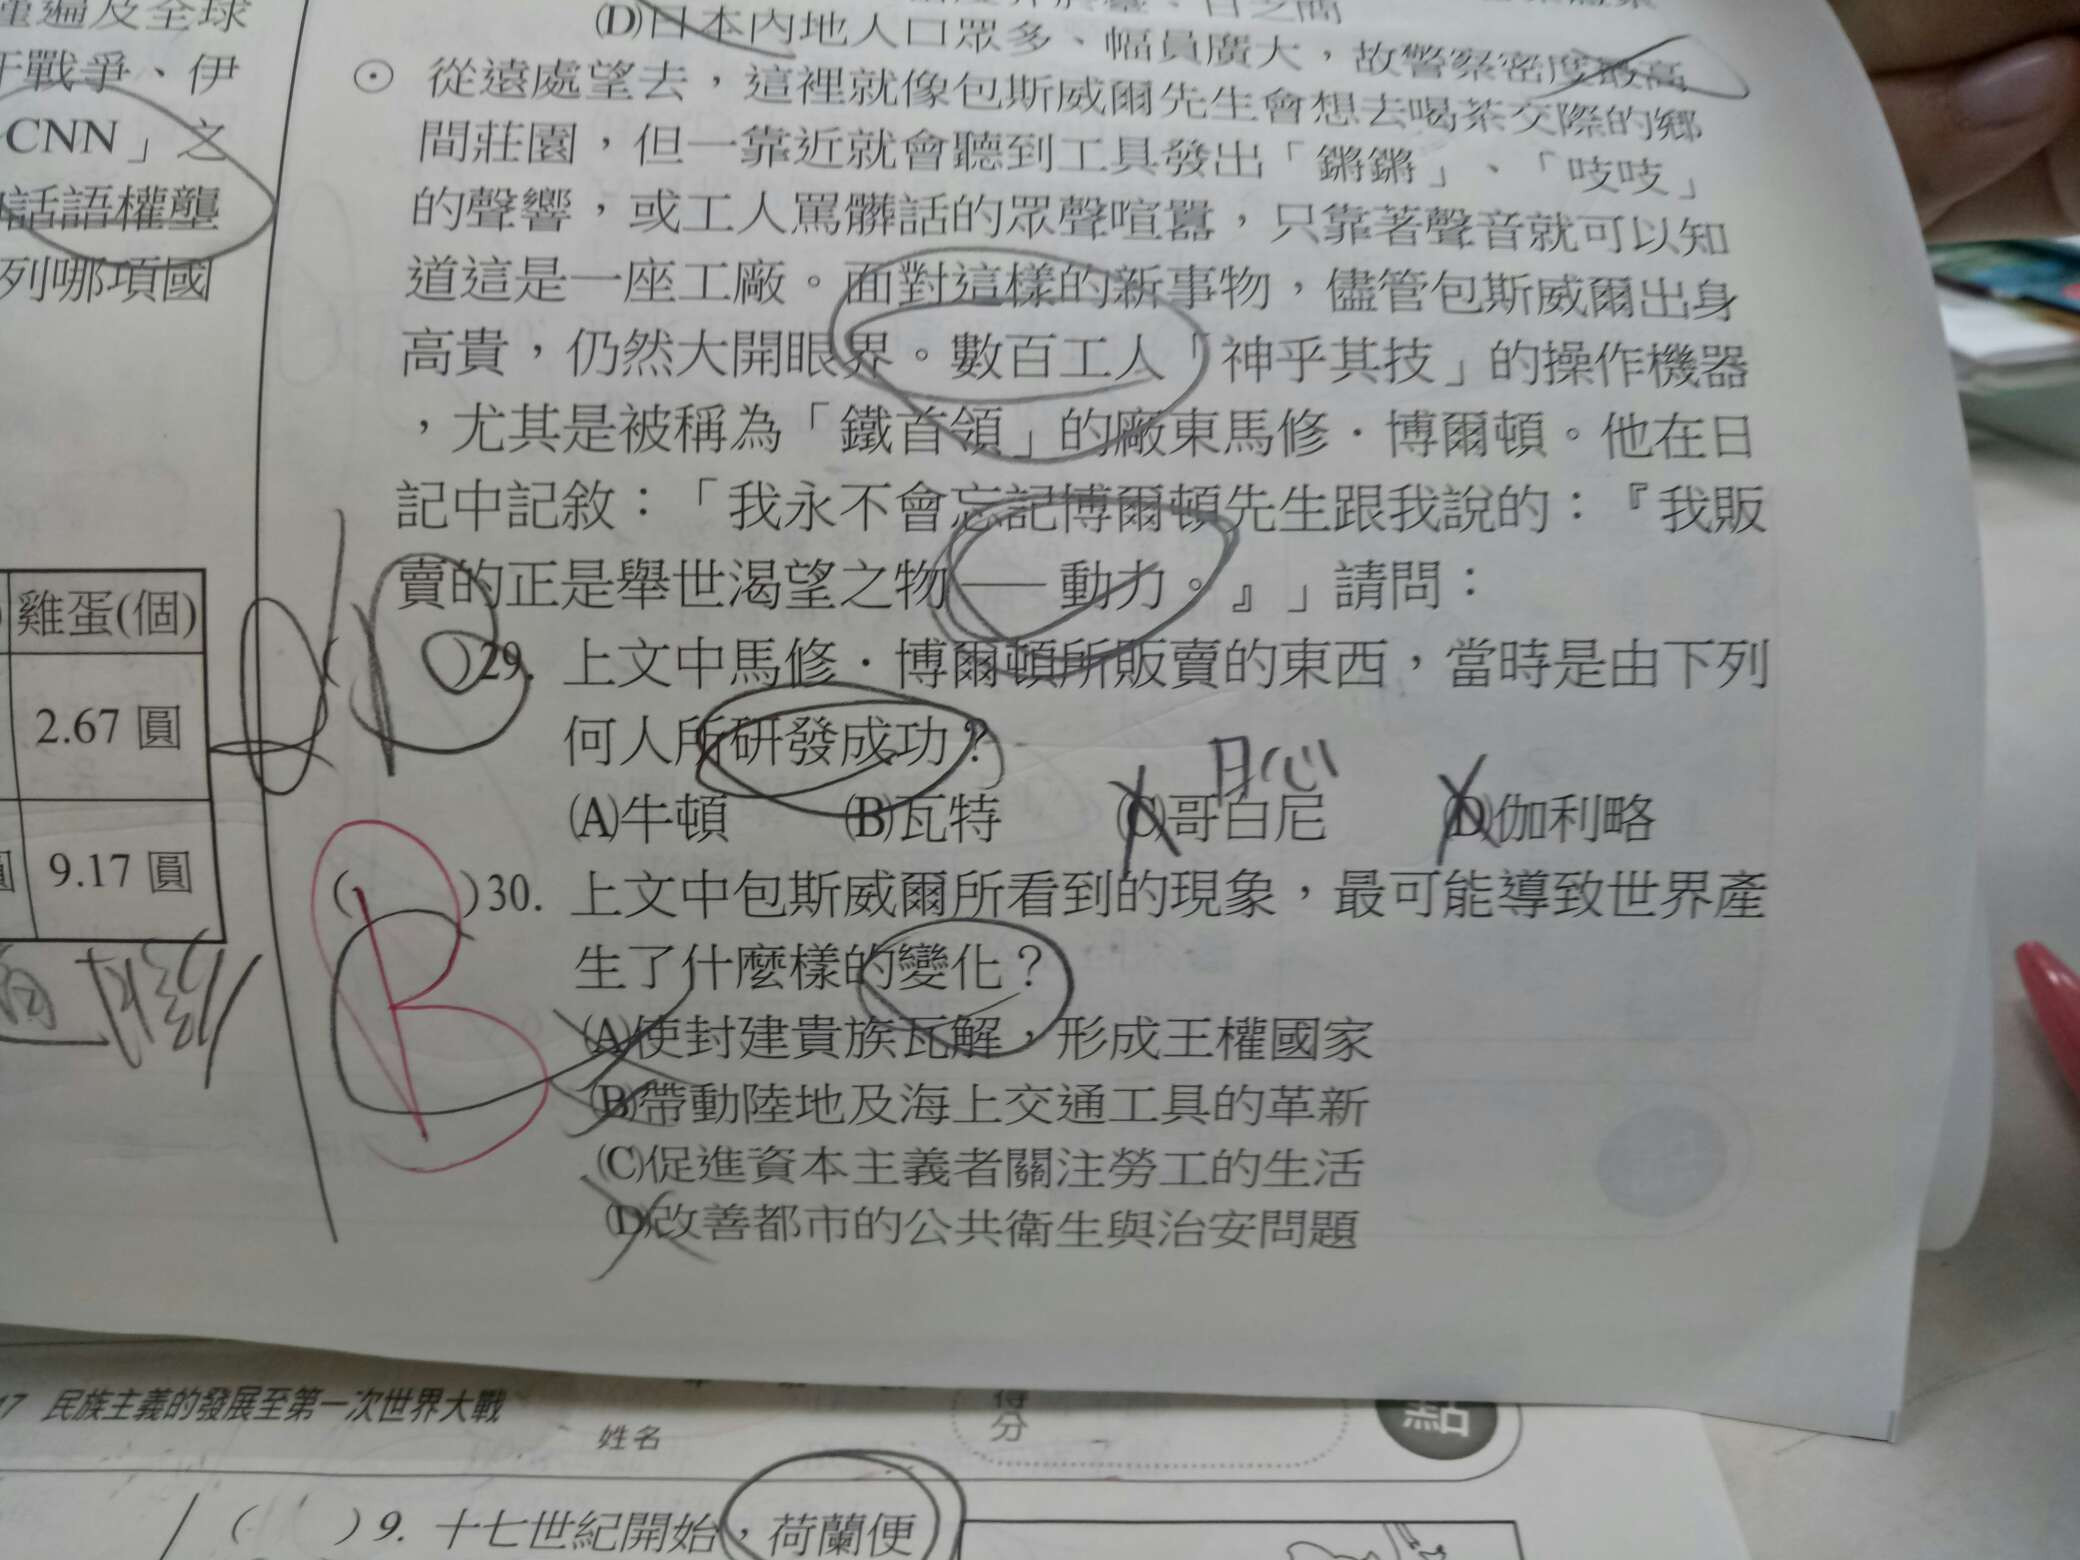 遍及全球
戰爭、伊
CNN」之
話語權壟
列哪項國
雞蛋(個)
2.67 圓
9.17 圓
(D)日本內地人口眾多、幅員廣大，故警察密度最高
⊙ 從遠處望去，這裡就像包斯威爾先生會想去喝茶交際的鄉
間莊園，但一靠近就會聽到工具發出「鏘鏘」、「吱吱」
的聲響，或工人罵髒話的眾聲喧囂，只靠著聲音就可以知
道這是一座工廠。面對這樣的新事物，儘管包斯威爾出身
高貴，仍然大開眼界。數百工人「神乎其技」的操作機器
，尤其是被稱為「鐵首領」的廠東馬修．博爾頓。他在日
記中記敘：「我永不會忘記博爾頓先生跟我說的：『我販
賣的正是舉世渴望之物——動力。』」請問：
( )29. 上文中馬修．博爾頓所販賣的東西，當時是由下列
何人所研發成功？
日心
(A)牛頓 (B)瓦特 (C)哥白尼 (D)伽利略
B
( )30. 上文中包斯威爾所看到的現象，最可能導致世界產
生了什麼樣的變化？
(A)使封建貴族瓦解，形成王權國家
(B)帶動陸地及海上交通工具的革新
(C)促進資本主義者關注勞工的生活
(D)改善都市的公共衛生與治安問題
17 民族主義的發展至第一次世界大戰
姓名
得分
點
( )9. 十七世紀開始，荷蘭便